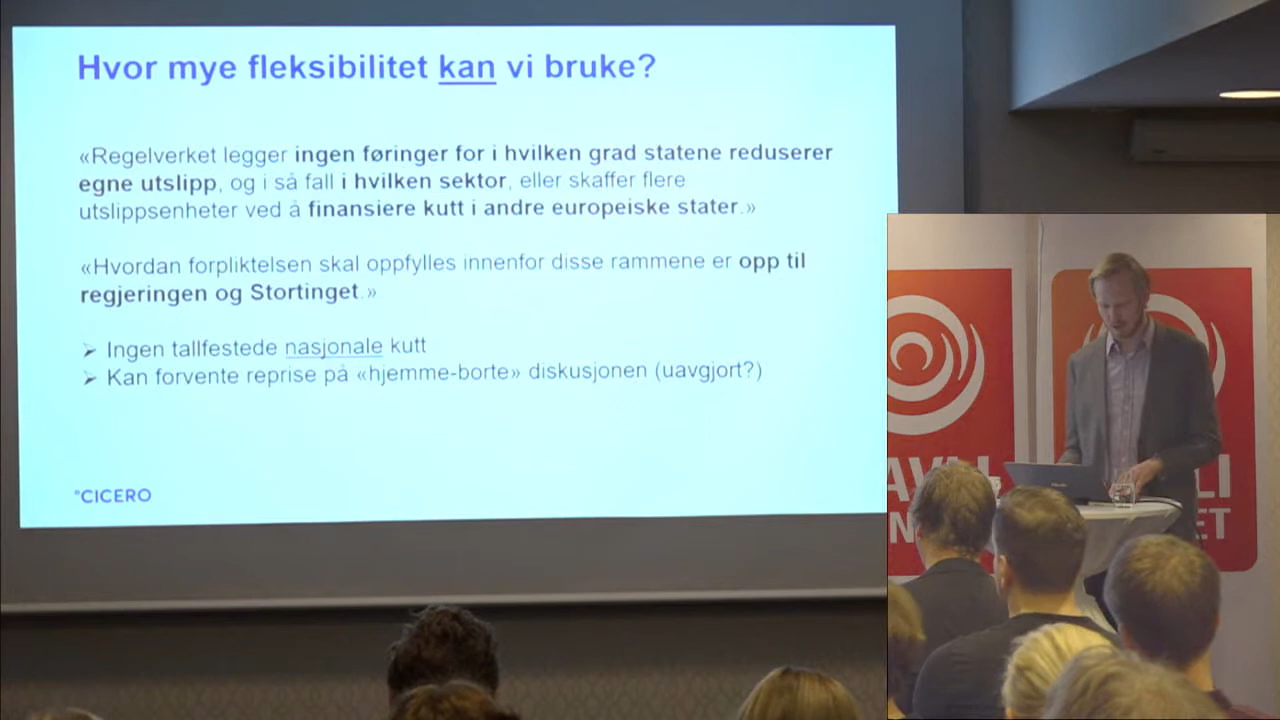 Hvor mye fleksibilitet kan vi bruke?
«Regelverket legger ingen føringer for i hvilken grad statene reduserer
egne utslipp, og i så fall i hvilken sektor, eller skaffer flere
utslippsenheter ved å finansiere kutt i andre europeiske stater.»
«Hvordan forpliktelsen skal oppfylles innenfor disse rammene er opp til
regjeringen og Stortinget.»
➢ Ingen tallfestede nasjonale kutt
➢ Kan forvente reprise på «hjemme-borte» diskusjonen (uavgjort?)
°CICERO